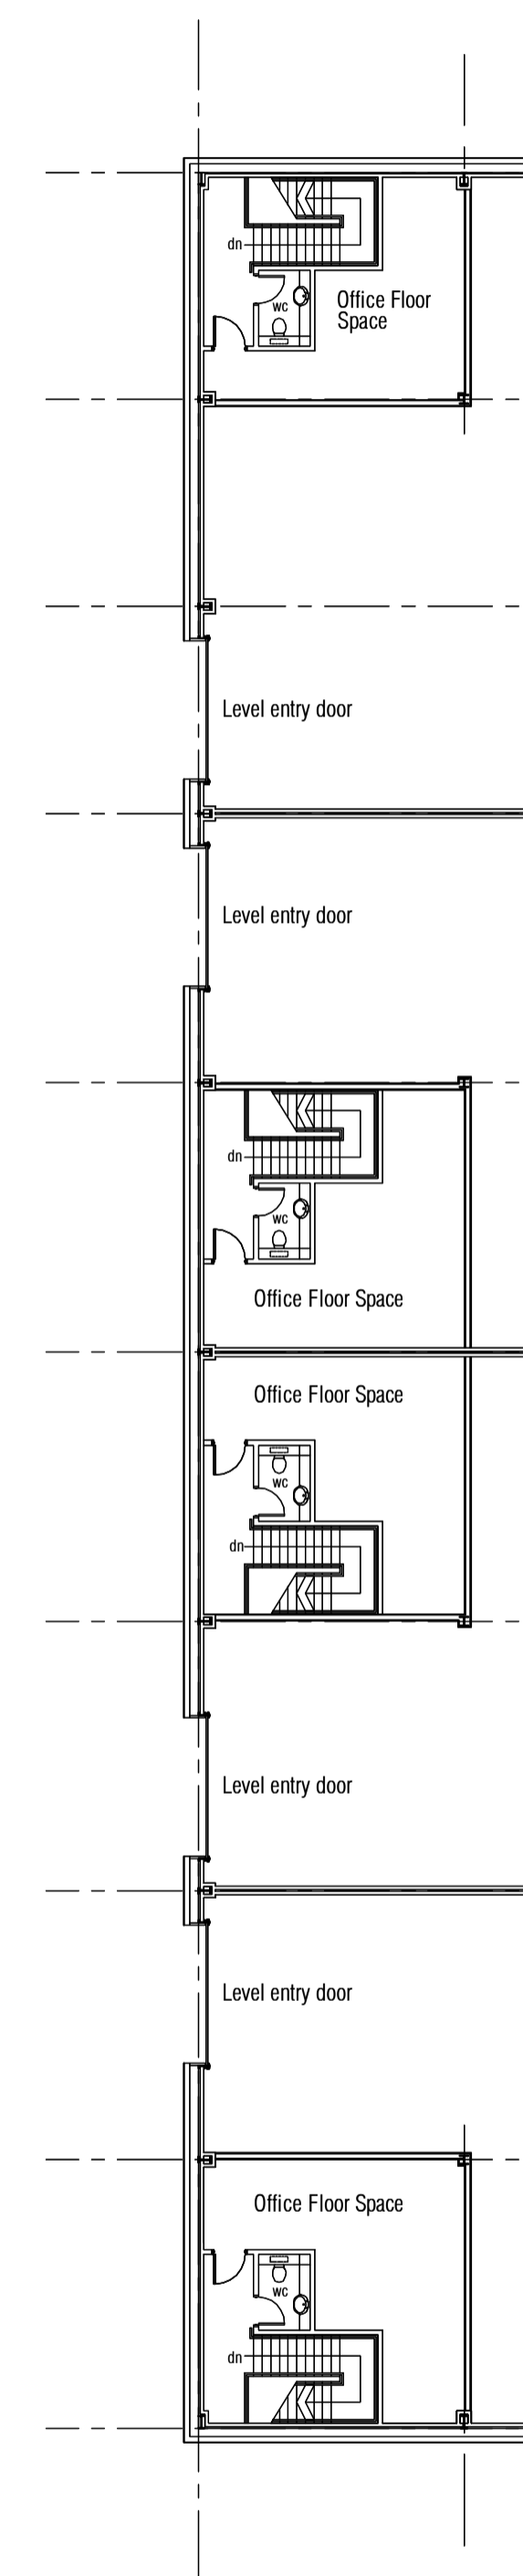 dn
WC
Office Floor
Space
Level entry door
Level entry door
dn
WC
Office Floor Space
Office Floor Space
WC
dn
Level entry door
Level entry door
Office Floor Space
WC
dn